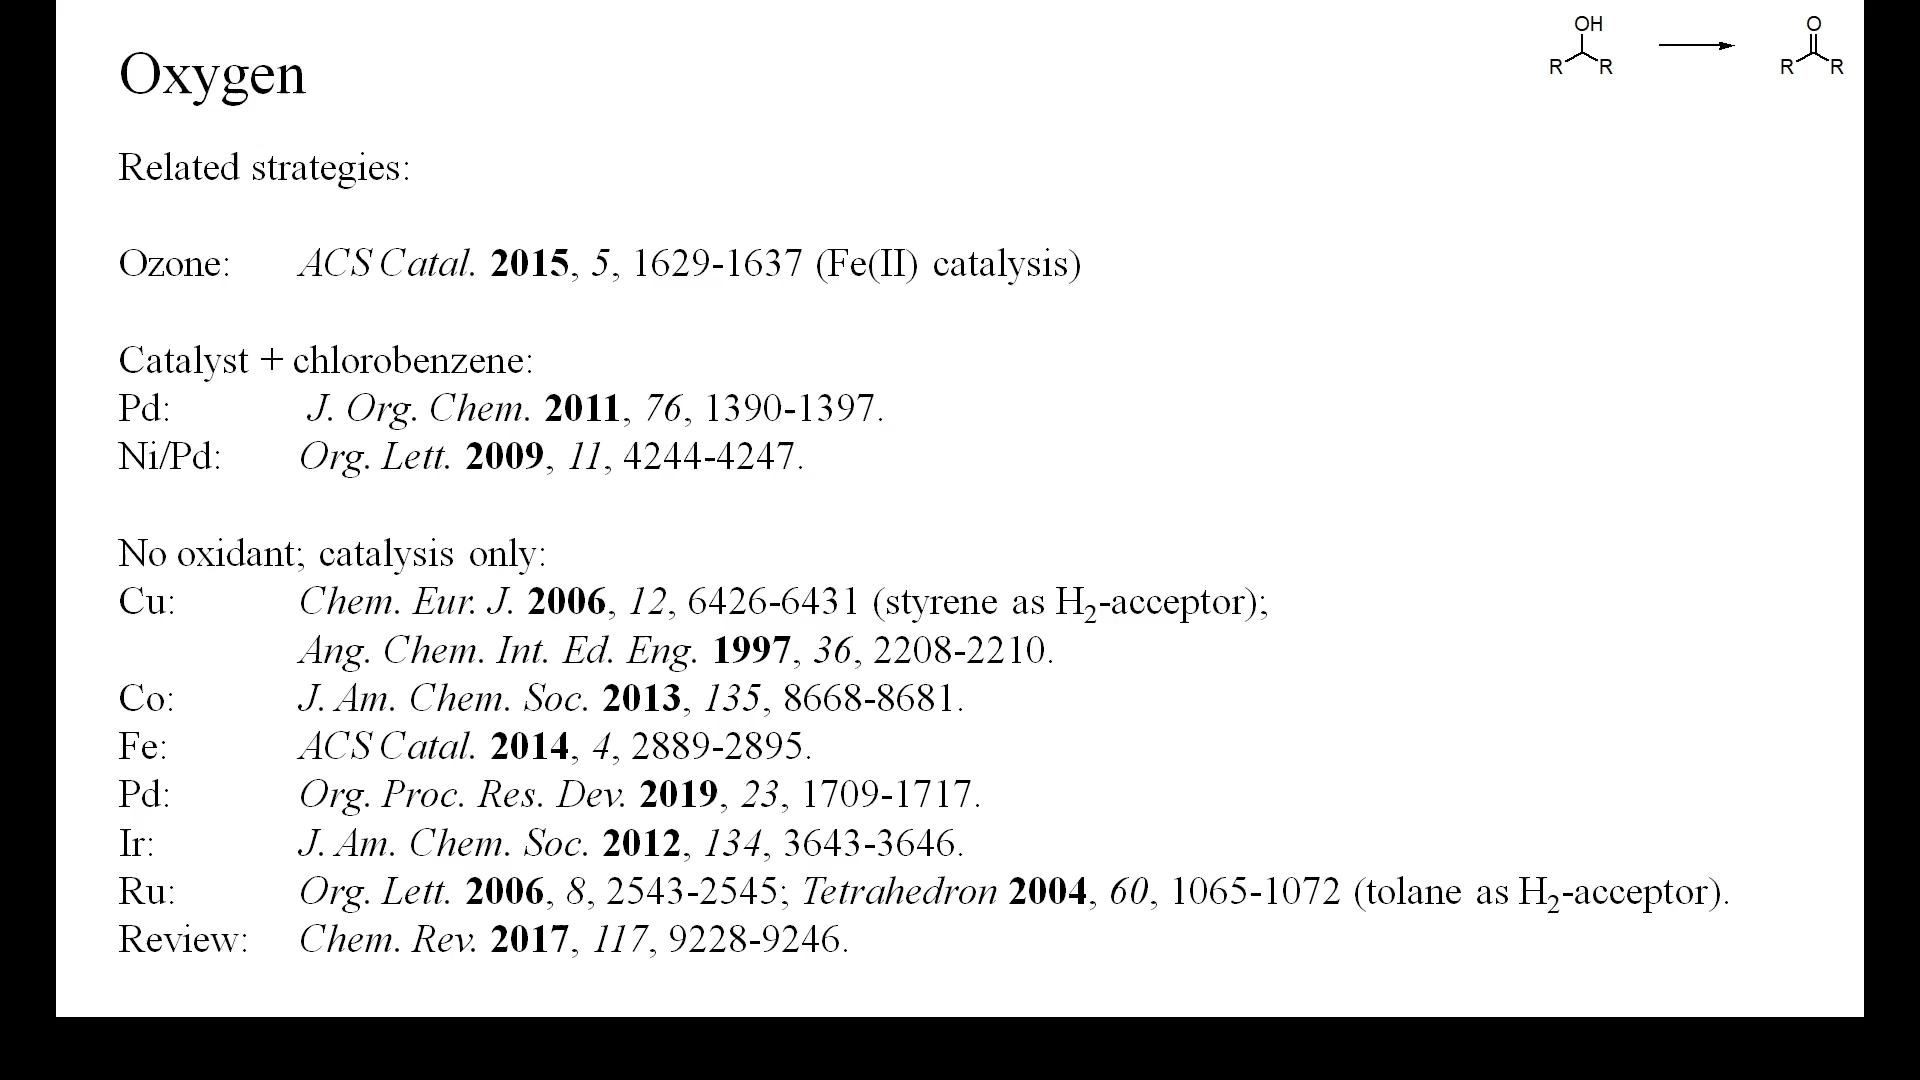 OH
R R
O
R R
Oxygen
Related strategies:
Ozone: ACS Catal. 2015, 5, 1629-1637 (Fe(II) catalysis)
Catalyst + chlorobenzene:
Pd: J. Org. Chem. 2011, 76, 1390-1397.
Ni/Pd: Org. Lett. 2009, 11, 4244-4247.
No oxidant; catalysis only:
Cu: Chem. Eur. J. 2006, 12, 6426-6431 (styrene as H₂-acceptor);
Ang. Chem. Int. Ed. Eng. 1997, 36, 2208-2210.
Co: J. Am. Chem. Soc. 2013, 135, 8668-8681.
Fe: ACS Catal. 2014, 4, 2889-2895.
Pd: Org. Proc. Res. Dev. 2019, 23, 1709-1717.
Ir: J. Am. Chem. Soc. 2012, 134, 3643-3646.
Ru: Org. Lett. 2006, 8, 2543-2545; Tetrahedron 2004, 60, 1065-1072 (tolane as H₂-acceptor).
Review: Chem. Rev. 2017, 117, 9228-9246.